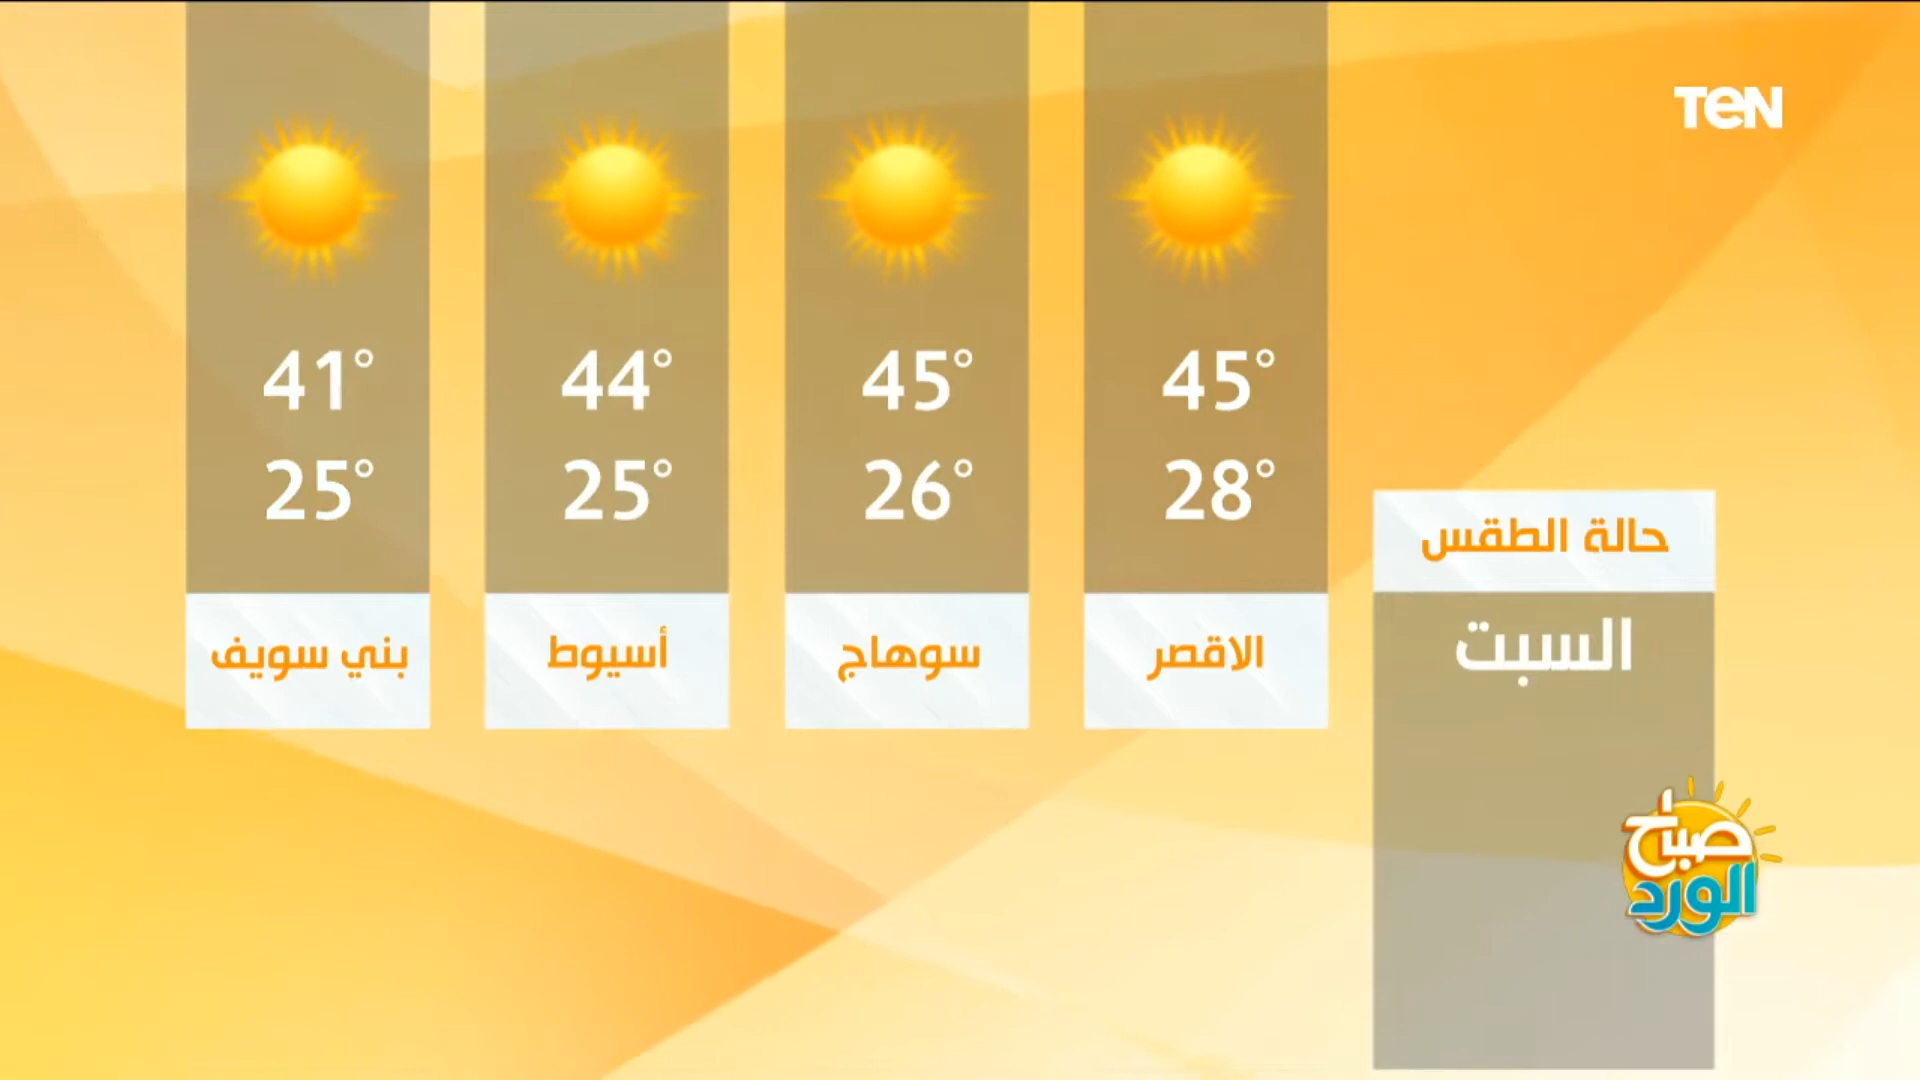 TeN
حالة الطقس
السبت
45°
28°
الاقصر
45°
26°
سوهاج
44°
25°
أسيوط
41°
25°
بني سويف
صباح
الورد